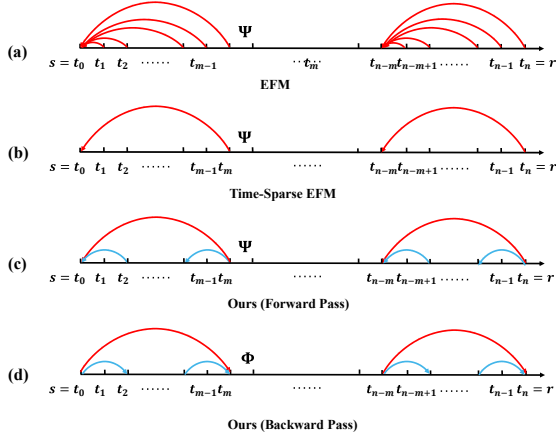 Ψ
(a)
s = t₀ t₁ t₂ ⋯⋯ tₘ₋₁ ⋯⋯ tₘ tₙ₋ₘ tₙ₋ₘ₊₁ ⋯⋯ tₙ₋₁ tₙ = r
EFM
Ψ
(b)
s = t₀ t₁ t₂ ⋯⋯ tₘ₋₁ tₘ ⋯⋯ tₙ₋ₘ tₙ₋ₘ₊₁ ⋯⋯ tₙ₋₁ tₙ = r
Time-Sparse EFM
Ψ
(c)
s = t₀ t₁ t₂ ⋯⋯ tₘ₋₁ tₘ ⋯⋯ tₙ₋ₘ tₙ₋ₘ₊₁ ⋯⋯ tₙ₋₁ tₙ = r
Ours (Forward Pass)
Φ
(d)
s = t₀ t₁ t₂ ⋯⋯ tₘ₋₁ tₘ ⋯⋯ tₙ₋ₘ tₙ₋ₘ₊₁ ⋯⋯ tₙ₋₁ tₙ = r
Ours (Backward Pass)